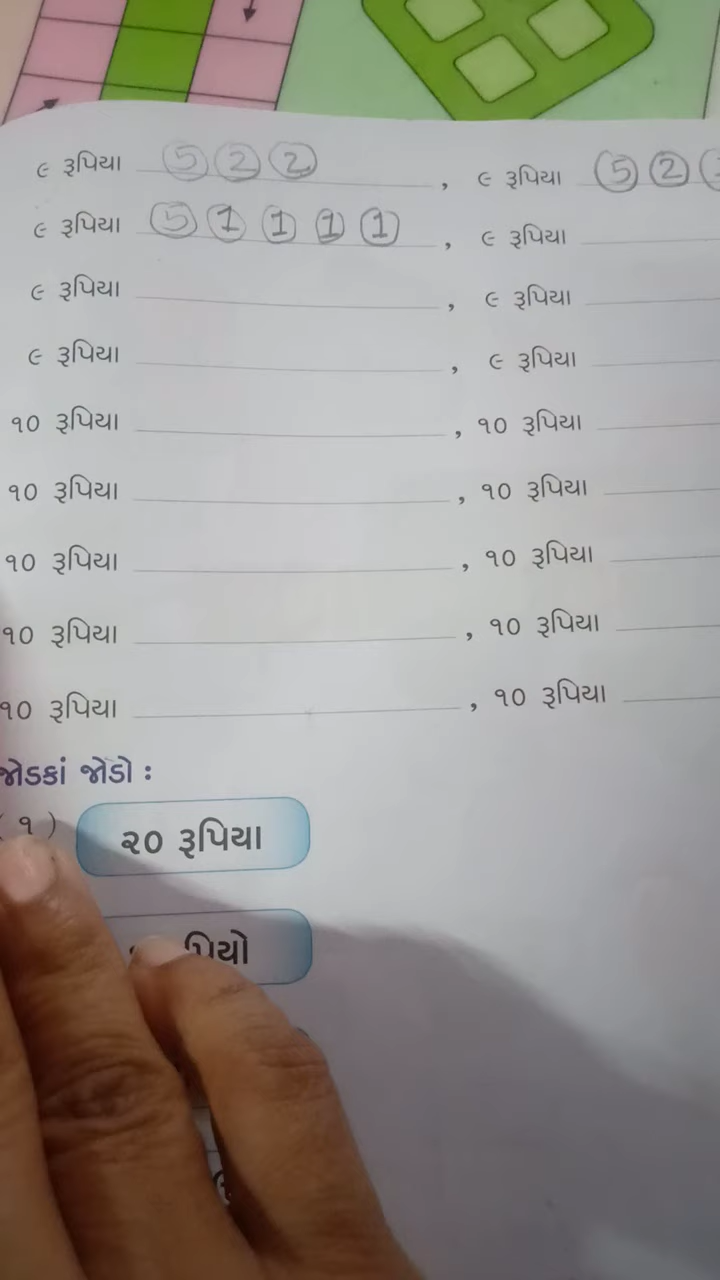 ૯ રૂપિયા 5 2 2 , ૯ રૂપિયા 5 2
૯ રૂપિયા 5 1 1 1 1 , ૯ રૂપિયા
૯ રૂપિયા , ૯ રૂપિયા
૯ રૂપિયા , ૯ રૂપિયા
૧૦ રૂપિયા , ૧૦ રૂપિયા
૧૦ રૂપિયા , ૧૦ રૂપિયા
૧૦ રૂપિયા , ૧૦ રૂપિયા
૧૦ રૂપિયા , ૧૦ રૂપિયા
૧૦ રૂપિયા , ૧૦ રૂપિયા
જોડકાં જોડો :
(૧) ૨૦ રૂપિયા